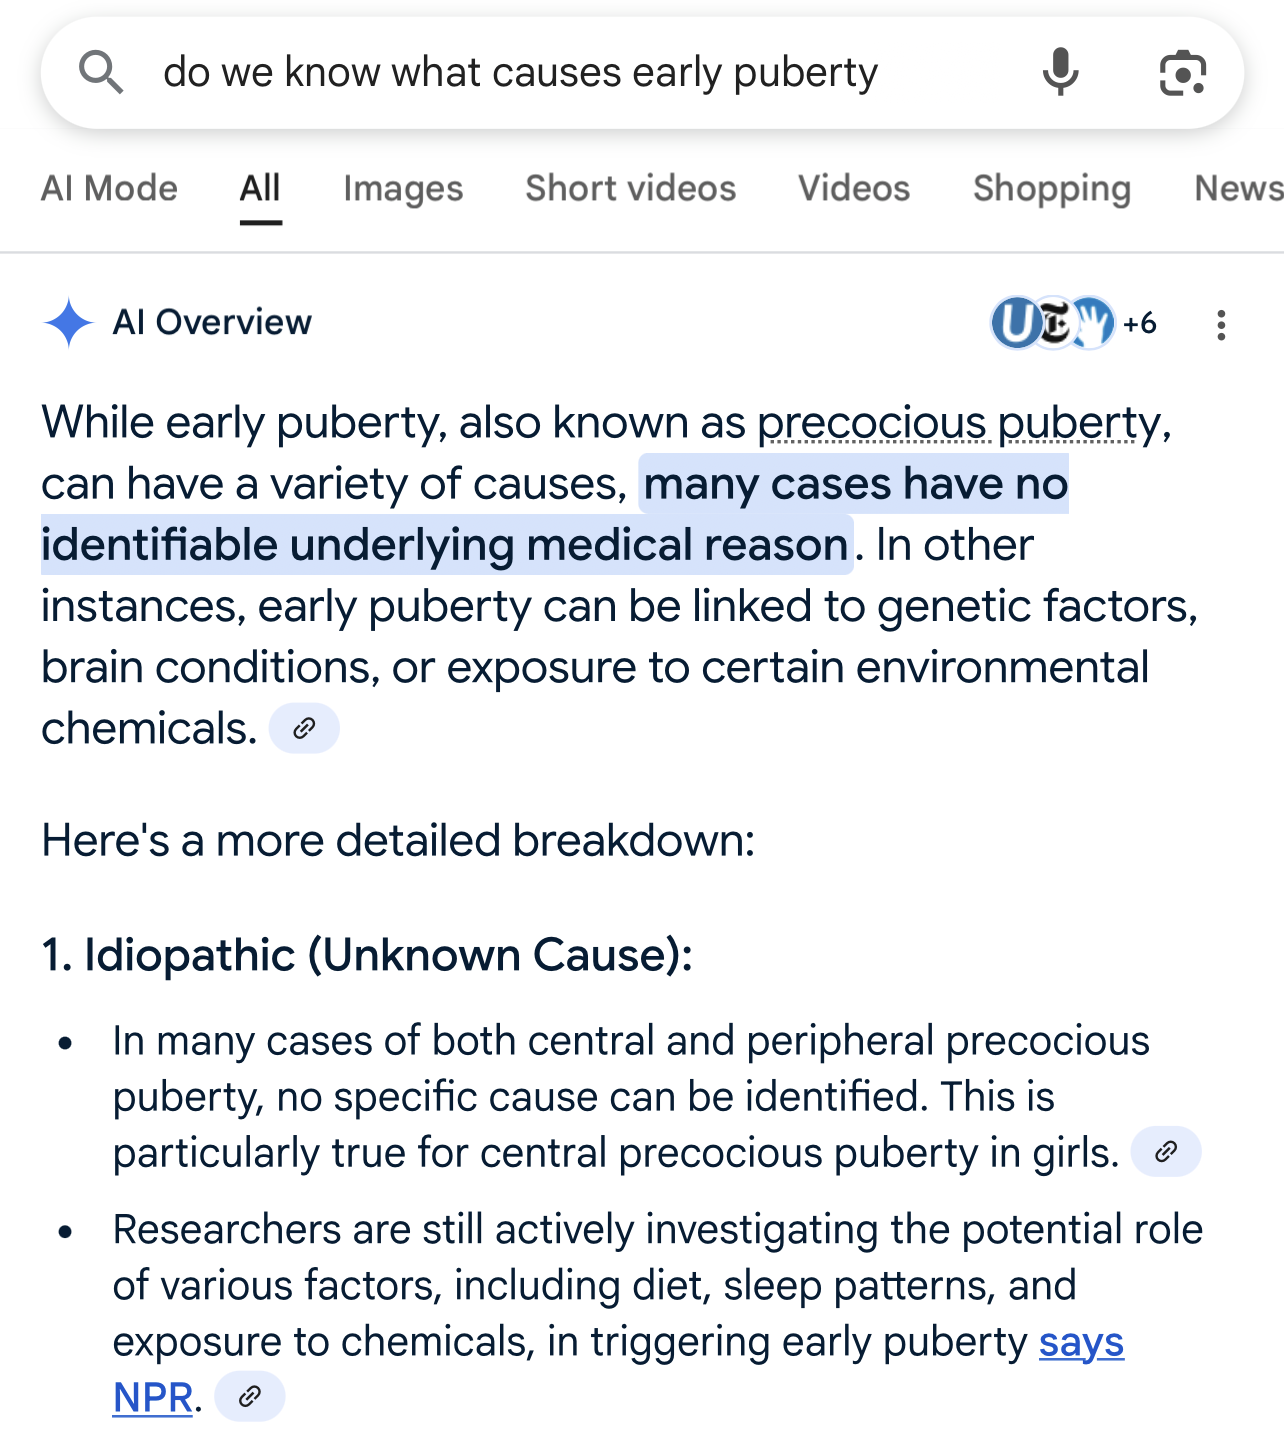 do we know what causes early puberty
AI Mode All Images Short videos Videos Shopping News
AI Overview
U T +6
While early puberty, also known as precocious puberty,
can have a variety of causes, many cases have no
identifiable underlying medical reason. In other
instances, early puberty can be linked to genetic factors,
brain conditions, or exposure to certain environmental
chemicals.
Here's a more detailed breakdown:
1. Idiopathic (Unknown Cause):
• In many cases of both central and peripheral precocious
puberty, no specific cause can be identified. This is
particularly true for central precocious puberty in girls.
• Researchers are still actively investigating the potential role
of various factors, including diet, sleep patterns, and
exposure to chemicals, in triggering early puberty says
NPR.